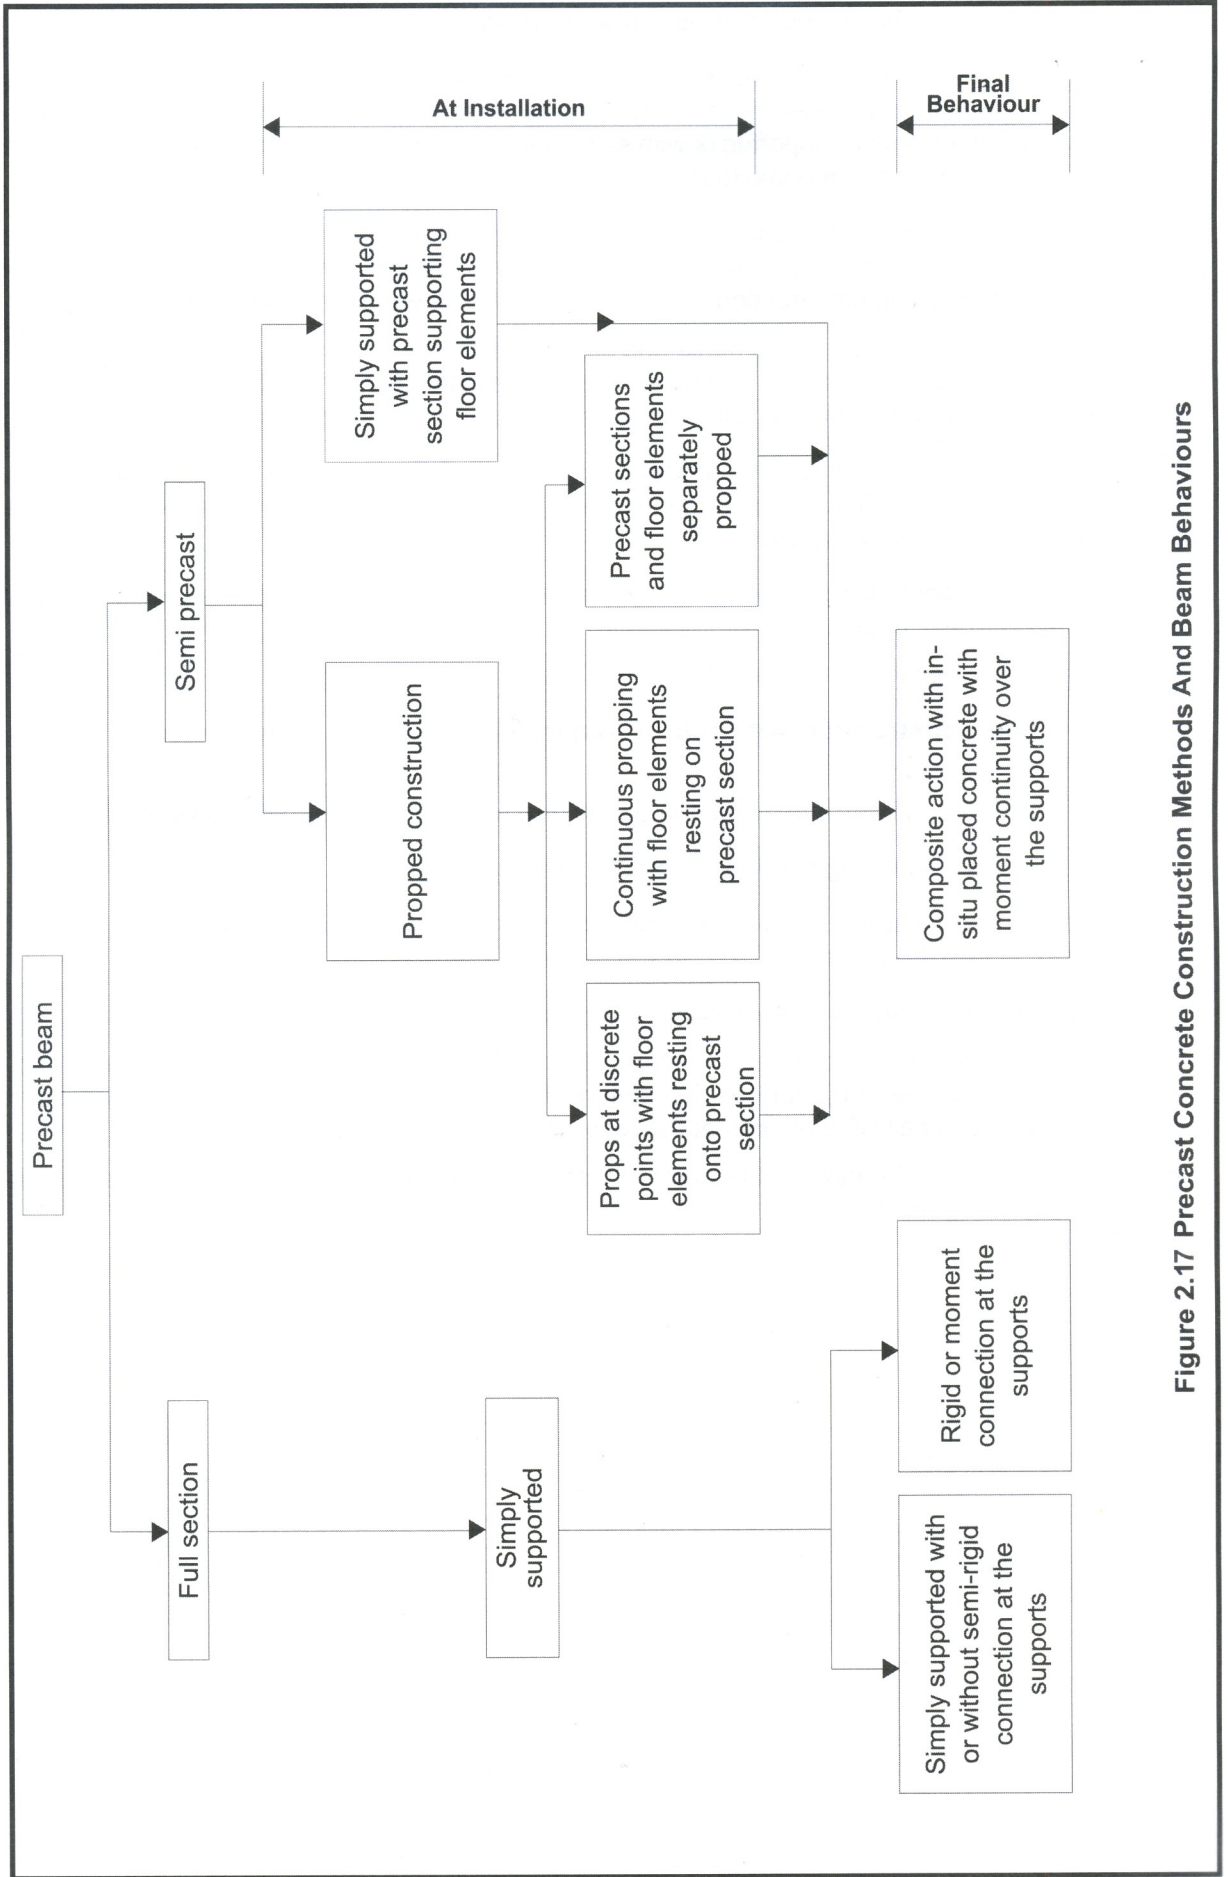 Precast beam
Full section
Semi precast
At Installation
Simply
supported
Propped construction
Simply supported
with precast
section supporting
floor elements
Props at discrete
points with floor
elements resting
onto precast
section
Continuous propping
with floor elements
resting on
precast section
Precast sections
and floor elements
separately
propped
Final
Behaviour
Simply supported with
or without semi-rigid
connection at the
supports
Rigid or moment
connection at the
supports
Composite action with in-
situ placed concrete with
moment continuity over
the supports
Figure 2.17 Precast Concrete Construction Methods And Beam Behaviours